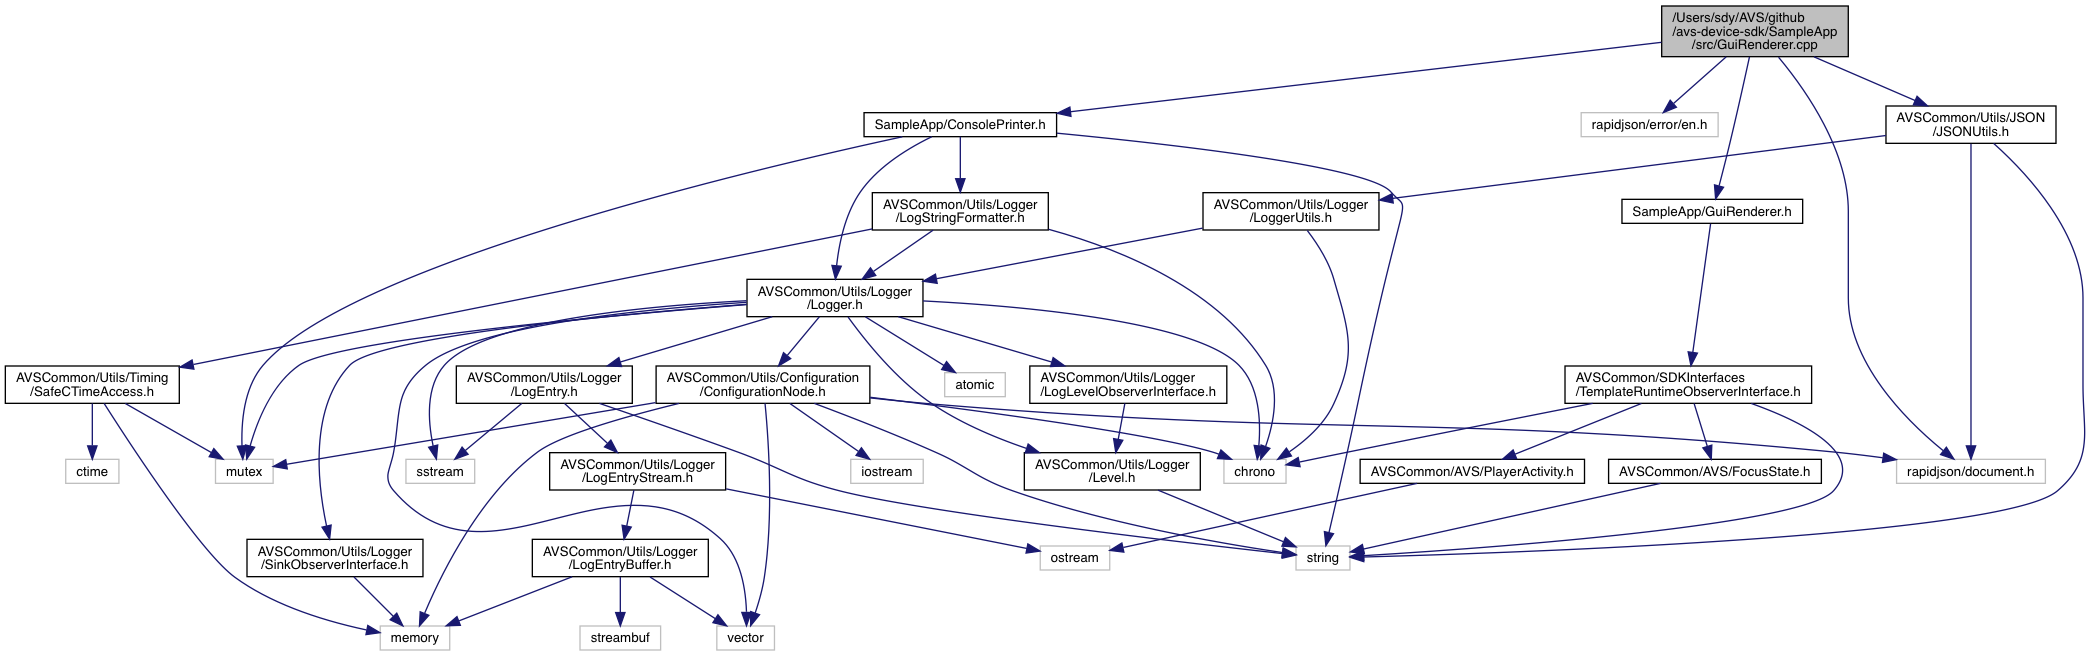 /Users/sdy/AVS/github
/avs-device-sdk/SampleApp
/src/GuiRenderer.cpp
SampleApp/ConsolePrinter.h
rapidjson/error/en.h
AVSCommon/Utils/JSON
/JSONUtils.h
AVSCommon/Utils/Logger
/LogStringFormatter.h
AVSCommon/Utils/Logger
/LoggerUtils.h
SampleApp/GuiRenderer.h
AVSCommon/Utils/Logger
/Logger.h
AVSCommon/Utils/Timing
/SafeCTimeAccess.h
AVSCommon/Utils/Logger
/LogEntry.h
AVSCommon/Utils/Configuration
/ConfigurationNode.h
atomic
AVSCommon/Utils/Logger
/LogLevelObserverInterface.h
AVSCommon/SDKInterfaces
/TemplateRuntimeObserverInterface.h
ctime
mutex
sstream
AVSCommon/Utils/Logger
/LogEntryStream.h
iostream
AVSCommon/Utils/Logger
/Level.h
chrono
AVSCommon/AVS/PlayerActivity.h
AVSCommon/AVS/FocusState.h
rapidjson/document.h
AVSCommon/Utils/Logger
/SinkObserverInterface.h
AVSCommon/Utils/Logger
/LogEntryBuffer.h
ostream
string
memory
streambuf
vector